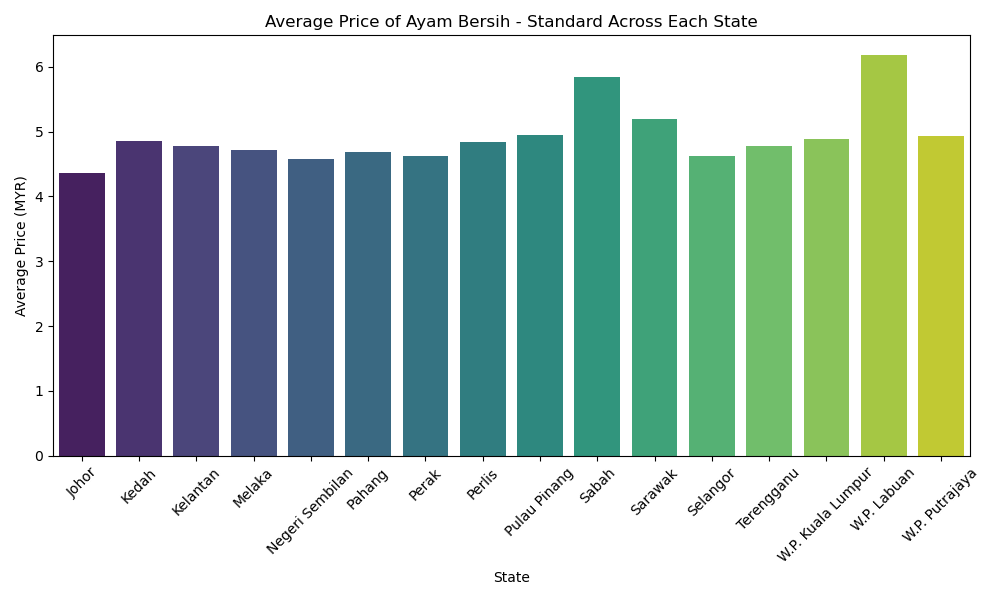 Average Price of Ayam Bersih - Standard Across Each State
Average Price (MYR)
6
5
4
3
2
1
0
Johor
Kedah
Kelantan
Melaka
Negeri Sembilan
Pahang
Perak
Perlis
Pulau Pinang
Sabah
Sarawak
Selangor
Terengganu
W.P. Kuala Lumpur
W.P. Labuan
W.P. Putrajaya
State